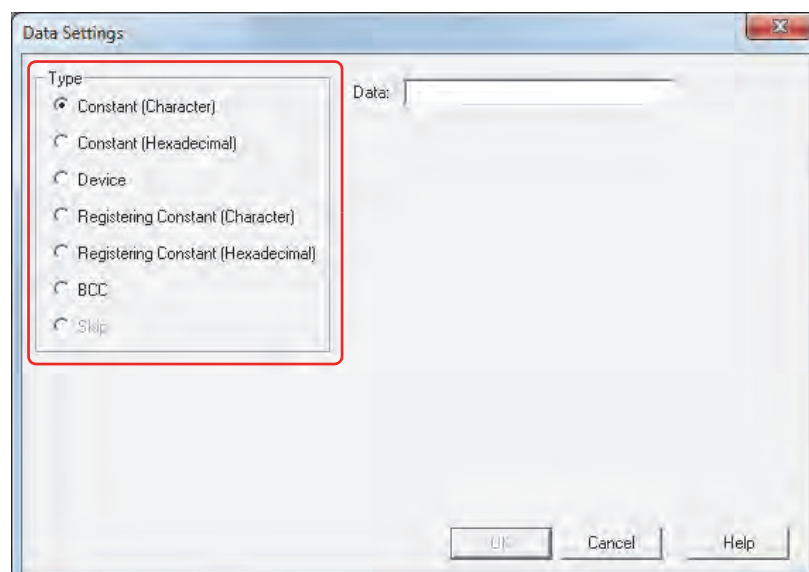 Data Settings
Type
Constant (Character)
Constant (Hexadecimal)
Device
Registering Constant (Character)
Registering Constant (Hexadecimal)
BCC
Skip
Data:
OK
Cancel
Help